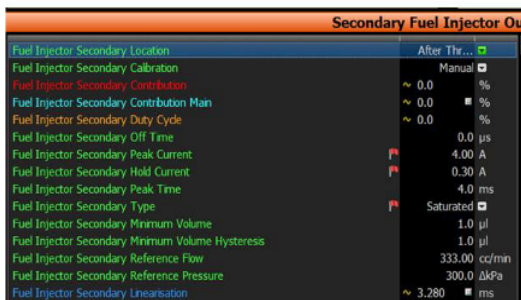 Secondary Fuel Injector Ou
Fuel Injector Secondary Location After Thr...
Fuel Injector Secondary Calibration Manual
Fuel Injector Secondary Contribution ~ 0.0 %
Fuel Injector Secondary Contribution Main ~ 0.0 %
Fuel Injector Secondary Duty Cycle ~ 0.0 %
Fuel Injector Secondary Off Time 0.0 µs
Fuel Injector Secondary Peak Current 4.00 A
Fuel Injector Secondary Hold Current 0.30 A
Fuel Injector Secondary Peak Time 4.0 ms
Fuel Injector Secondary Type Saturated
Fuel Injector Secondary Minimum Volume 1.0 µl
Fuel Injector Secondary Minimum Volume Hysteresis 1.0 µl
Fuel Injector Secondary Reference Flow 333.00 cc/min
Fuel Injector Secondary Reference Pressure 300.0 ΔkPa
Fuel Injector Secondary Linearisation ~ 3.280 ms